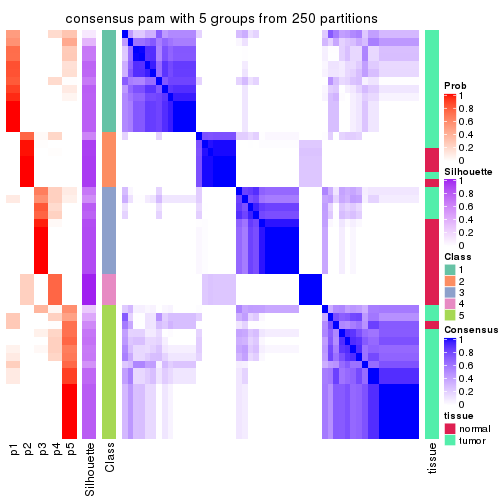 consensus pam with 5 groups from 250 partitions
Prob
1
0.8
0.6
0.4
0.2
0
Silhouette
1
0.8
0.6
0.4
0.2
0
Class
1
2
3
4
5
Consensus
1
0.8
0.6
0.4
0.2
0
tissue
normal
tumor
p1
p2
p3
p4
p5
Silhouette
Class
tissue